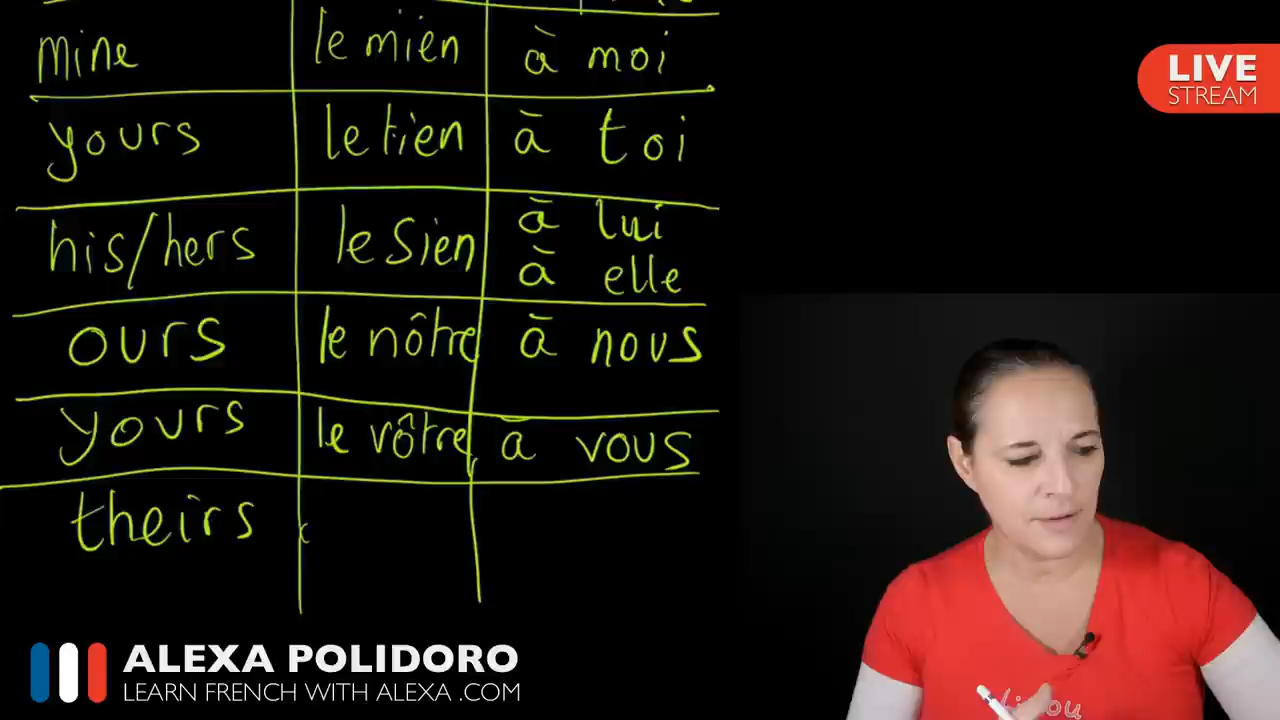 mine le mien à moi
yours le tien à toi
his/hers le sien à lui
à elle
ours le nôtre à nous
yours le vôtre à vous
theirs
LIVE
STREAM
ALEXA POLIDORO
LEARN FRENCH WITH ALEXA .COM